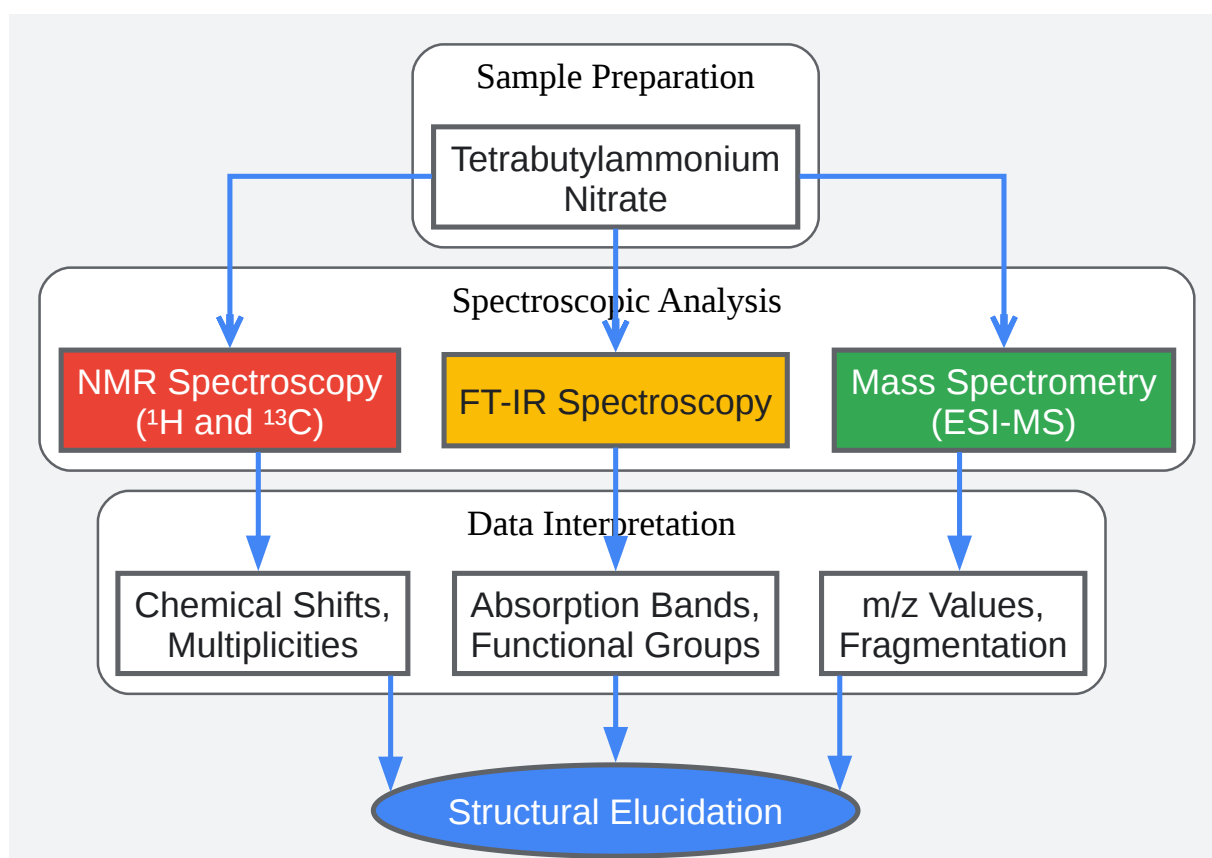 Sample Preparation
Tetrabutylammonium
Nitrate
Spectroscopic Analysis
NMR Spectroscopy
(¹H and ¹³C)
FT-IR Spectroscopy
Mass Spectrometry
(ESI-MS)
Data Interpretation
Chemical Shifts,
Multiplicities
Absorption Bands,
Functional Groups
m/z Values,
Fragmentation
Structural Elucidation